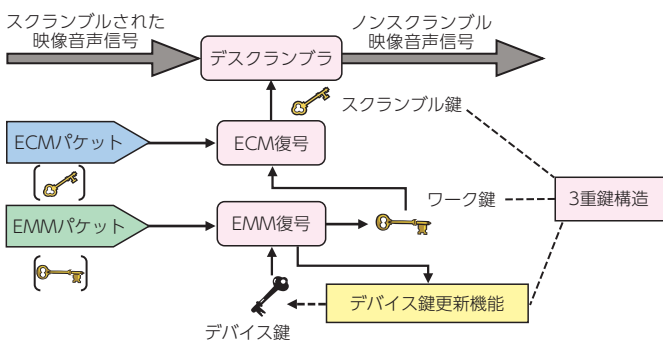 スクランブルされた
映像音声信号
デスクランブラ
ノンスクランブル
映像音声信号
スクランブル鍵
ECMパケット
ECM復号
ワーク鍵
3重鍵構造
EMMパケット
EMM復号
デバイス鍵更新機能
デバイス鍵